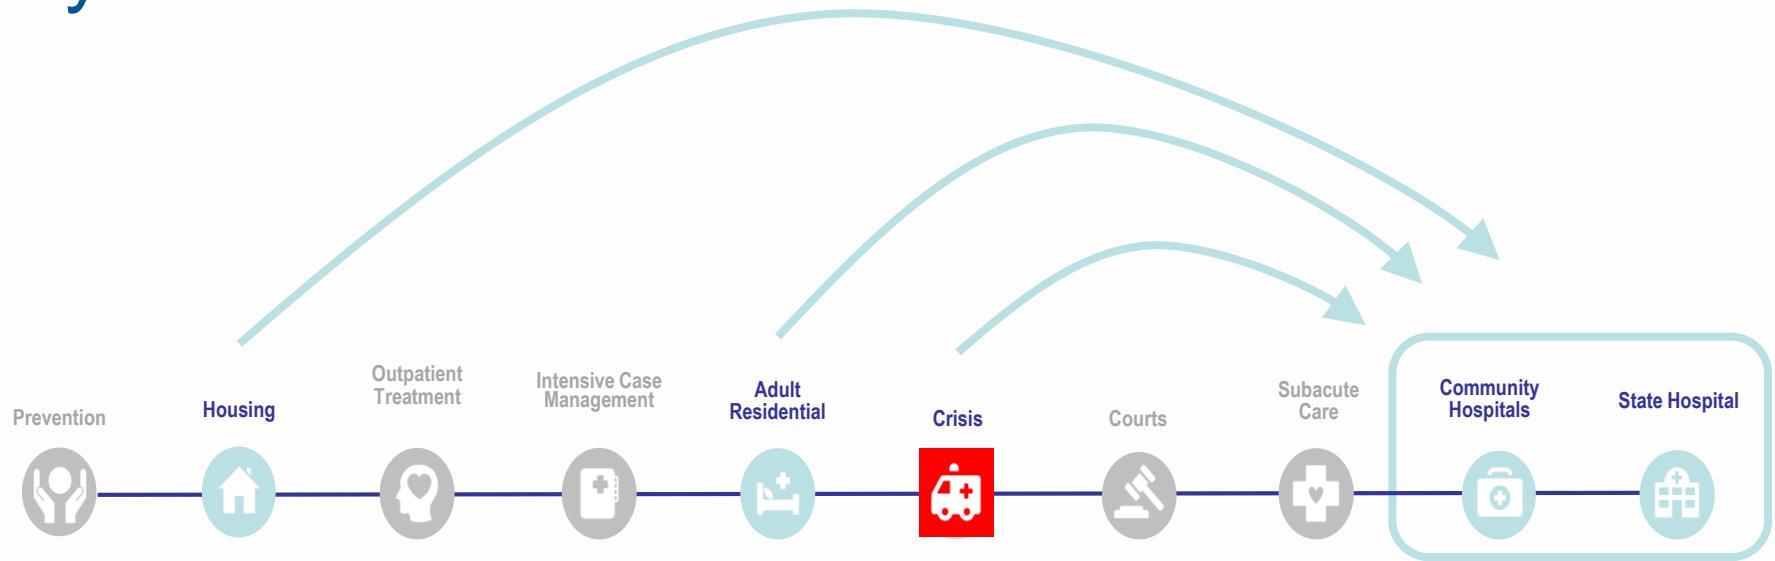 Prevention
Housing
Outpatient
Treatment
Intensive Case
Management
Adult
Residential
Crisis
Courts
Subacute
Care
Community
Hospitals
State Hospital